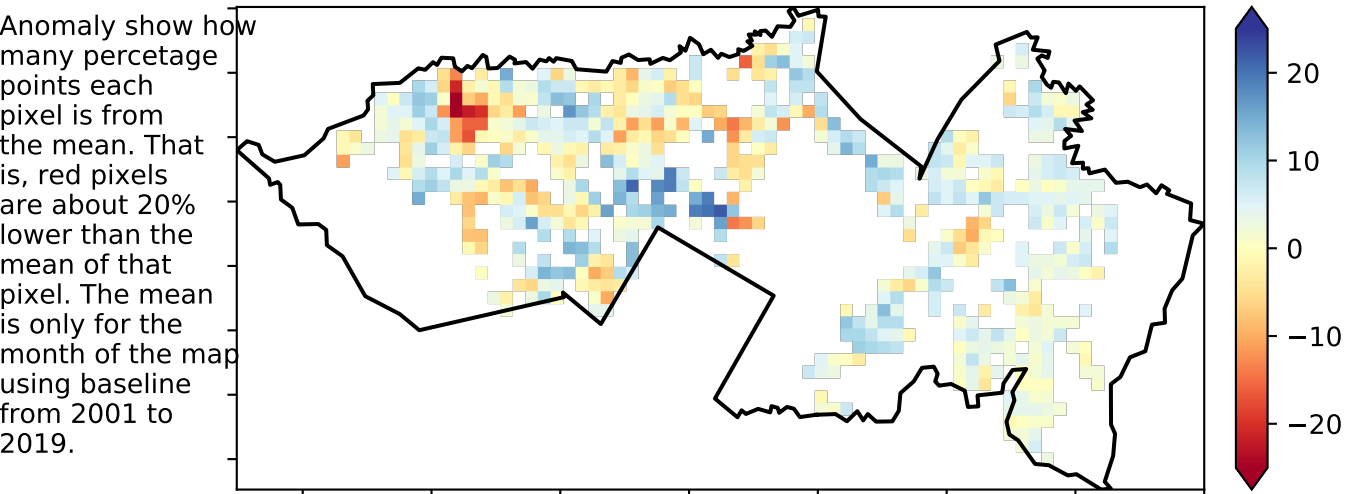 Anomaly show how
many percetage
points each
pixel is from
the mean. That
is, red pixels
are about 20%
lower than the
mean of that
pixel. The mean
is only for the
month of the map
using baseline
from 2001 to
2019.
20
10
0
−10
−20